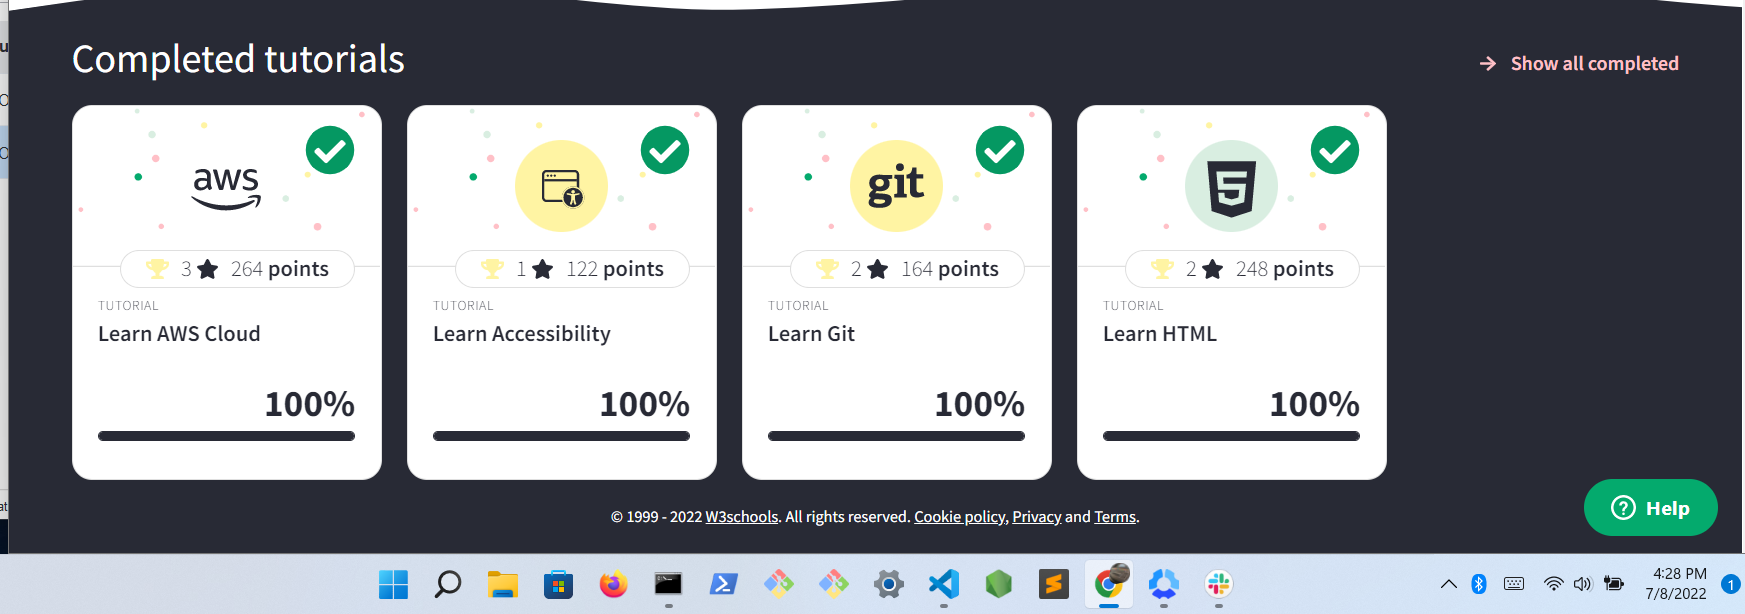 Completed tutorials
Show all completed
aws
3 264 points
TUTORIAL
Learn AWS Cloud
100%
1 122 points
TUTORIAL
Learn Accessibility
100%
git
2 164 points
TUTORIAL
Learn Git
100%
5
2 248 points
TUTORIAL
Learn HTML
100%
© 1999 - 2022 W3schools. All rights reserved. Cookie policy, Privacy and Terms.
? Help
4:28 PM
7/8/2022
1